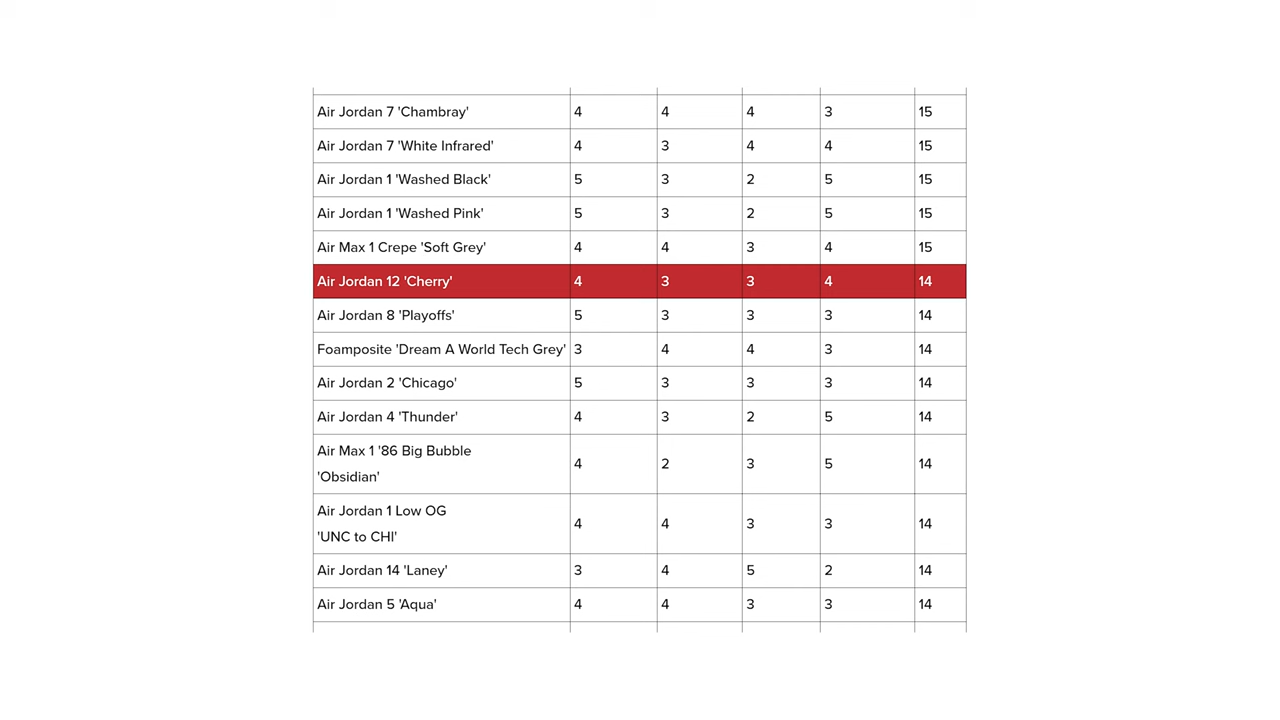 Air Jordan 7 'Chambray' 4 4 4 3 15
Air Jordan 7 'White Infrared' 4 3 4 4 15
Air Jordan 1 'Washed Black' 5 3 2 5 15
Air Jordan 1 'Washed Pink' 5 3 2 5 15
Air Max 1 Crepe 'Soft Grey' 4 4 3 4 15
Air Jordan 12 'Cherry' 4 3 3 4 14
Air Jordan 8 'Playoffs' 5 3 3 3 14
Foamposite 'Dream A World Tech Grey' 3 4 4 3 14
Air Jordan 2 'Chicago' 5 3 3 3 14
Air Jordan 4 'Thunder' 4 3 2 5 14
Air Max 1 '86 Big Bubble
'Obsidian' 4 2 3 5 14
Air Jordan 1 Low OG
'UNC to CHI' 4 4 3 3 14
Air Jordan 14 'Laney' 3 4 5 2 14
Air Jordan 5 'Aqua' 4 4 3 3 14